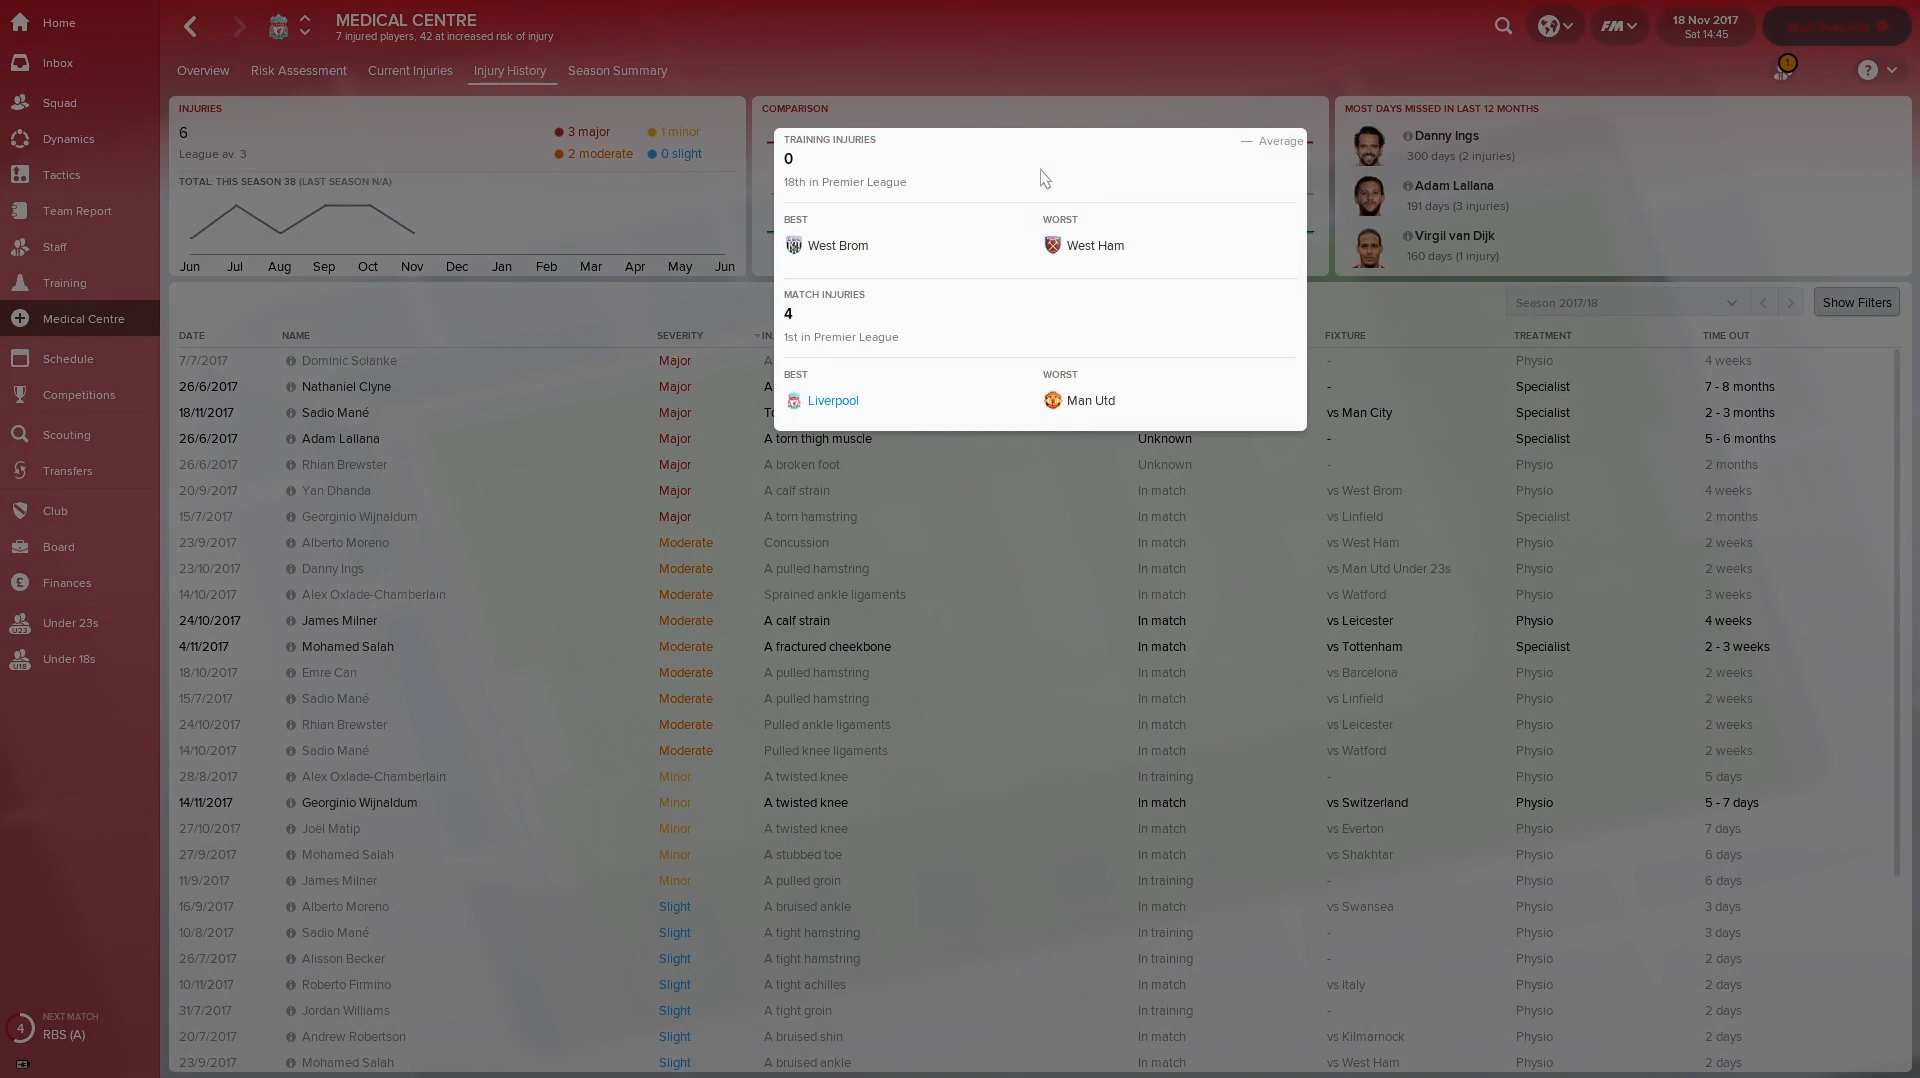 Home
Inbox
Squad
Dynamics
Tactics
Team Report
Staff
Training
Medical Centre
Schedule
Competitions
Scouting
Transfers
Club
Board
Finances
U23
Under 23s
U18
Under 18s
4
NEXT MATCH
RBS (A)
MEDICAL CENTRE
7 injured players, 42 at increased risk of injury
FM
18 Nov 2017
Sat 14:45
Overview
Risk Assessment
Current Injuries
Injury History
Season Summary
1
?
INJURIES
6
League av. 3
3 major
1 minor
2 moderate
0 slight
TOTAL: THIS SEASON 38 (LAST SEASON N/A)
Jun Jul Aug Sep Oct Nov Dec Jan Feb Mar Apr May Jun
COMPARISON
TRAINING INJURIES
Average
0
18th in Premier League
BEST WORST
West Brom West Ham
MATCH INJURIES
4
1st in Premier League
BEST WORST
Liverpool Man Utd
MOST DAYS MISSED IN LAST 12 MONTHS
Danny Ings
300 days (2 injuries)
Adam Lallana
191 days (3 injuries)
Virgil van Dijk
160 days (1 injury)
Season 2017/18
Show Filters
DATE NAME SEVERITY FIXTURE TREATMENT TIME OUT
7/7/2017 Dominic Solanke Major A - Physio 4 weeks
26/6/2017 Nathaniel Clyne Major A - Specialist 7 - 8 months
18/11/2017 Sadio Mané Major vs Man City Specialist 2 - 3 months
26/6/2017 Adam Lallana Major A torn thigh muscle Unknown - Specialist 5 - 6 months
26/6/2017 Rhian Brewster Major A broken foot Unknown - Physio 2 months
20/9/2017 Yan Dhanda Major A calf strain In match vs West Brom Physio 4 weeks
15/7/2017 Georginio Wijnaldum Major A torn hamstring In match vs Linfield Specialist 2 months
23/9/2017 Alberto Moreno Moderate Concussion In match vs West Ham Physio 2 weeks
23/10/2017 Danny Ings Moderate A pulled hamstring In match vs Man Utd Under 23s Physio 2 weeks
14/10/2017 Alex Oxlade-Chamberlain Moderate Sprained ankle ligaments In match vs Watford Physio 3 weeks
24/10/2017 James Milner Moderate A calf strain In match vs Leicester Physio 4 weeks
4/11/2017 Mohamed Salah Moderate A fractured cheekbone In match vs Tottenham Specialist 2 - 3 weeks
18/10/2017 Emre Can Moderate A pulled hamstring In match vs Barcelona Physio 2 weeks
15/7/2017 Sadio Mané Moderate A pulled hamstring In match vs Linfield Physio 2 weeks
24/10/2017 Rhian Brewster Moderate Pulled ankle ligaments In match vs Leicester Physio 2 weeks
14/10/2017 Sadio Mané Moderate Pulled knee ligaments In match vs Watford Physio 2 weeks
28/8/2017 Alex Oxlade-Chamberlain Minor A twisted knee In training - Physio 5 days
14/11/2017 Georginio Wijnaldum Minor A twisted knee In match vs Switzerland Physio 5 - 7 days
27/10/2017 Joël Matip Minor A twisted knee In match vs Everton Physio 7 days
27/9/2017 Mohamed Salah Minor A stubbed toe In match vs Shakhtar Physio 6 days
11/9/2017 James Milner Minor A pulled groin In training - Physio 6 days
16/9/2017 Alberto Moreno Slight A bruised ankle In match vs Swansea Physio 3 days
10/8/2017 Sadio Mané Slight A tight hamstring In training - Physio 3 days
26/7/2017 Alisson Becker Slight A tight hamstring In training - Physio 2 days
10/11/2017 Roberto Firmino Slight A tight achilles In match vs Italy Physio 2 days
31/7/2017 Jordan Williams Slight A tight groin In training - Physio 2 days
20/7/2017 Andrew Robertson Slight A bruised shin In match vs Kilmarnock Physio 2 days
23/9/2017 Mohamed Salah Slight A bruised ankle In match vs West Ham Physio 2 days